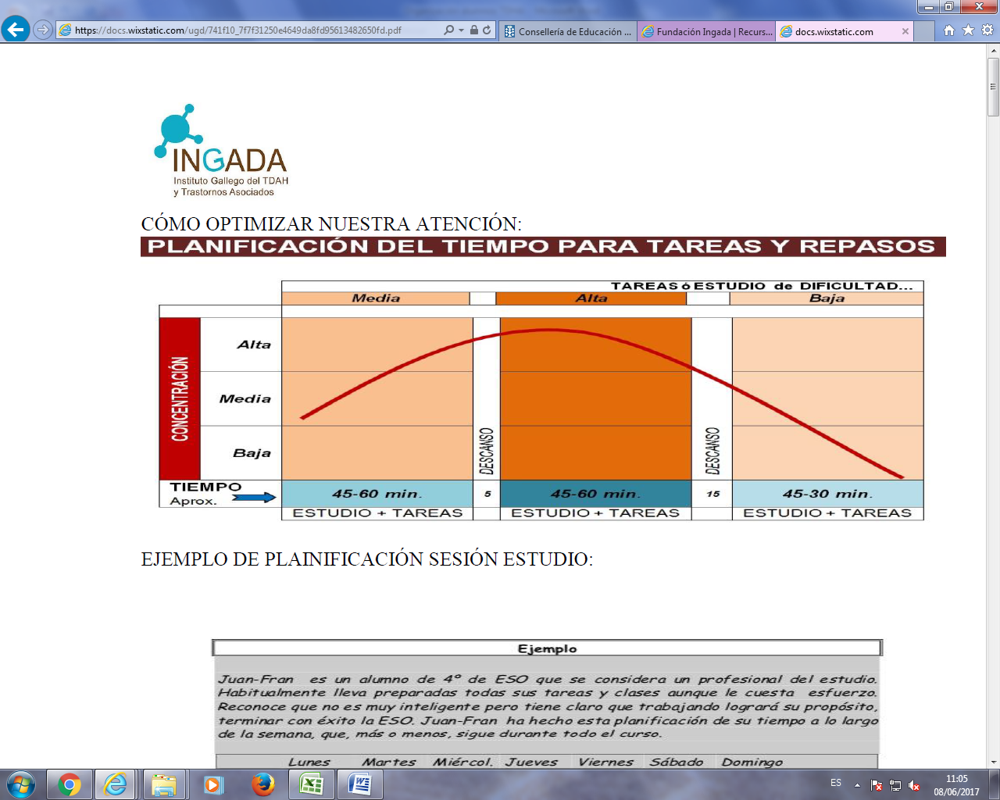 https://docs.wixstatic.com/ugd/741f10_7f7f31250e4649da8fd95613482650fd.pdf
Consellería de Educación ...
Fundación Ingada | Recurs...
docs.wixstatic.com
INGADA
Instituto Gallego del TDAH
y Trastornos Asociados
CÓMO OPTIMIZAR NUESTRA ATENCIÓN:
PLANIFICACIÓN DEL TIEMPO PARA TAREAS Y REPASOS
TAREAS ó ESTUDIO de DIFICULTAD...
Media Alta Baja
CONCENTRACIÓN
Alta
Media
Baja
DESCANSO
DESCANSO
TIEMPO
Aprox.
45-60 min. 5 45-60 min. 15 45-30 min.
ESTUDIO + TAREAS ESTUDIO + TAREAS ESTUDIO + TAREAS
EJEMPLO DE PLAINIFICACIÓN SESIÓN ESTUDIO:
Ejemplo
Juan-Fran es un alumno de 4º de ESO que se considera un profesional del estudio.
Habitualmente lleva preparadas todas sus tareas y clases aunque le cuesta esfuerzo.
Reconoce que no es muy inteligente pero tiene claro que trabajando logrará su propósito,
terminar con éxito la ESO. Juan-Fran ha hecho esta planificación de su tiempo a lo largo
de la semana, que, más o menos, sigue durante todo el curso.
Lunes Martes Miércol. Jueves Viernes Sábado Domingo
ES
11:05
08/06/2017